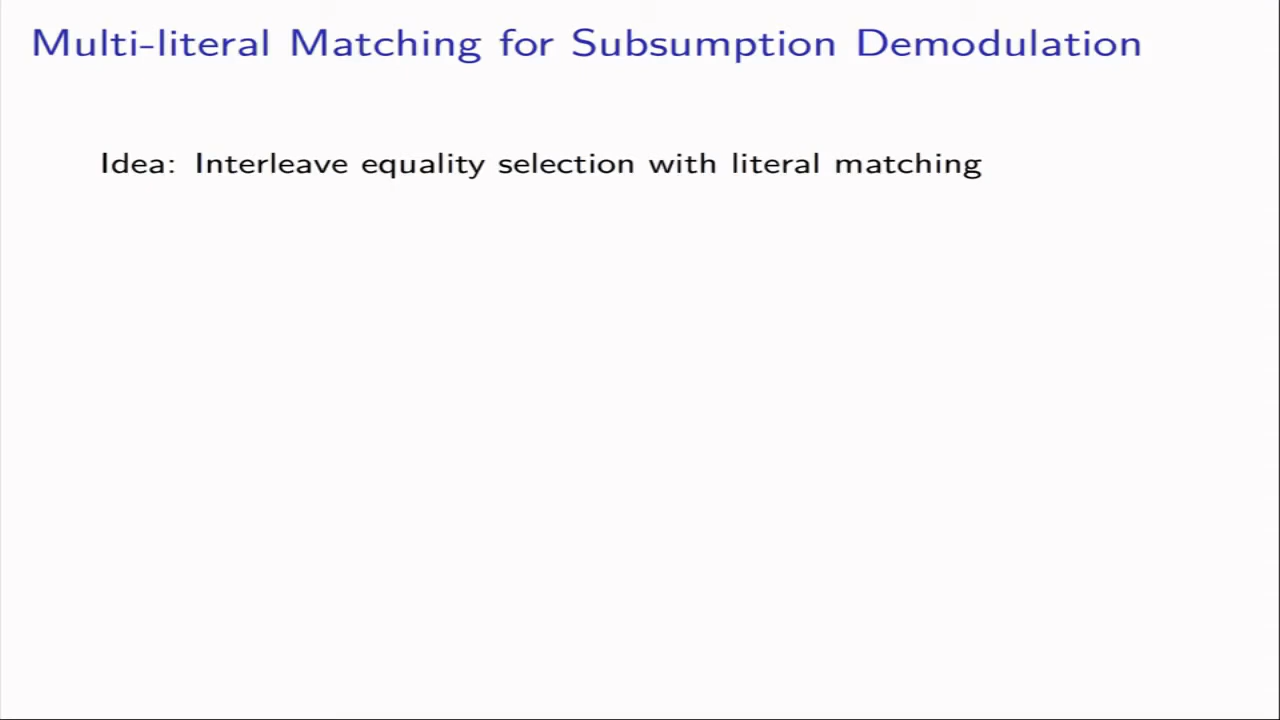 Multi-literal Matching for Subsumption Demodulation
Idea: Interleave equality selection with literal matching